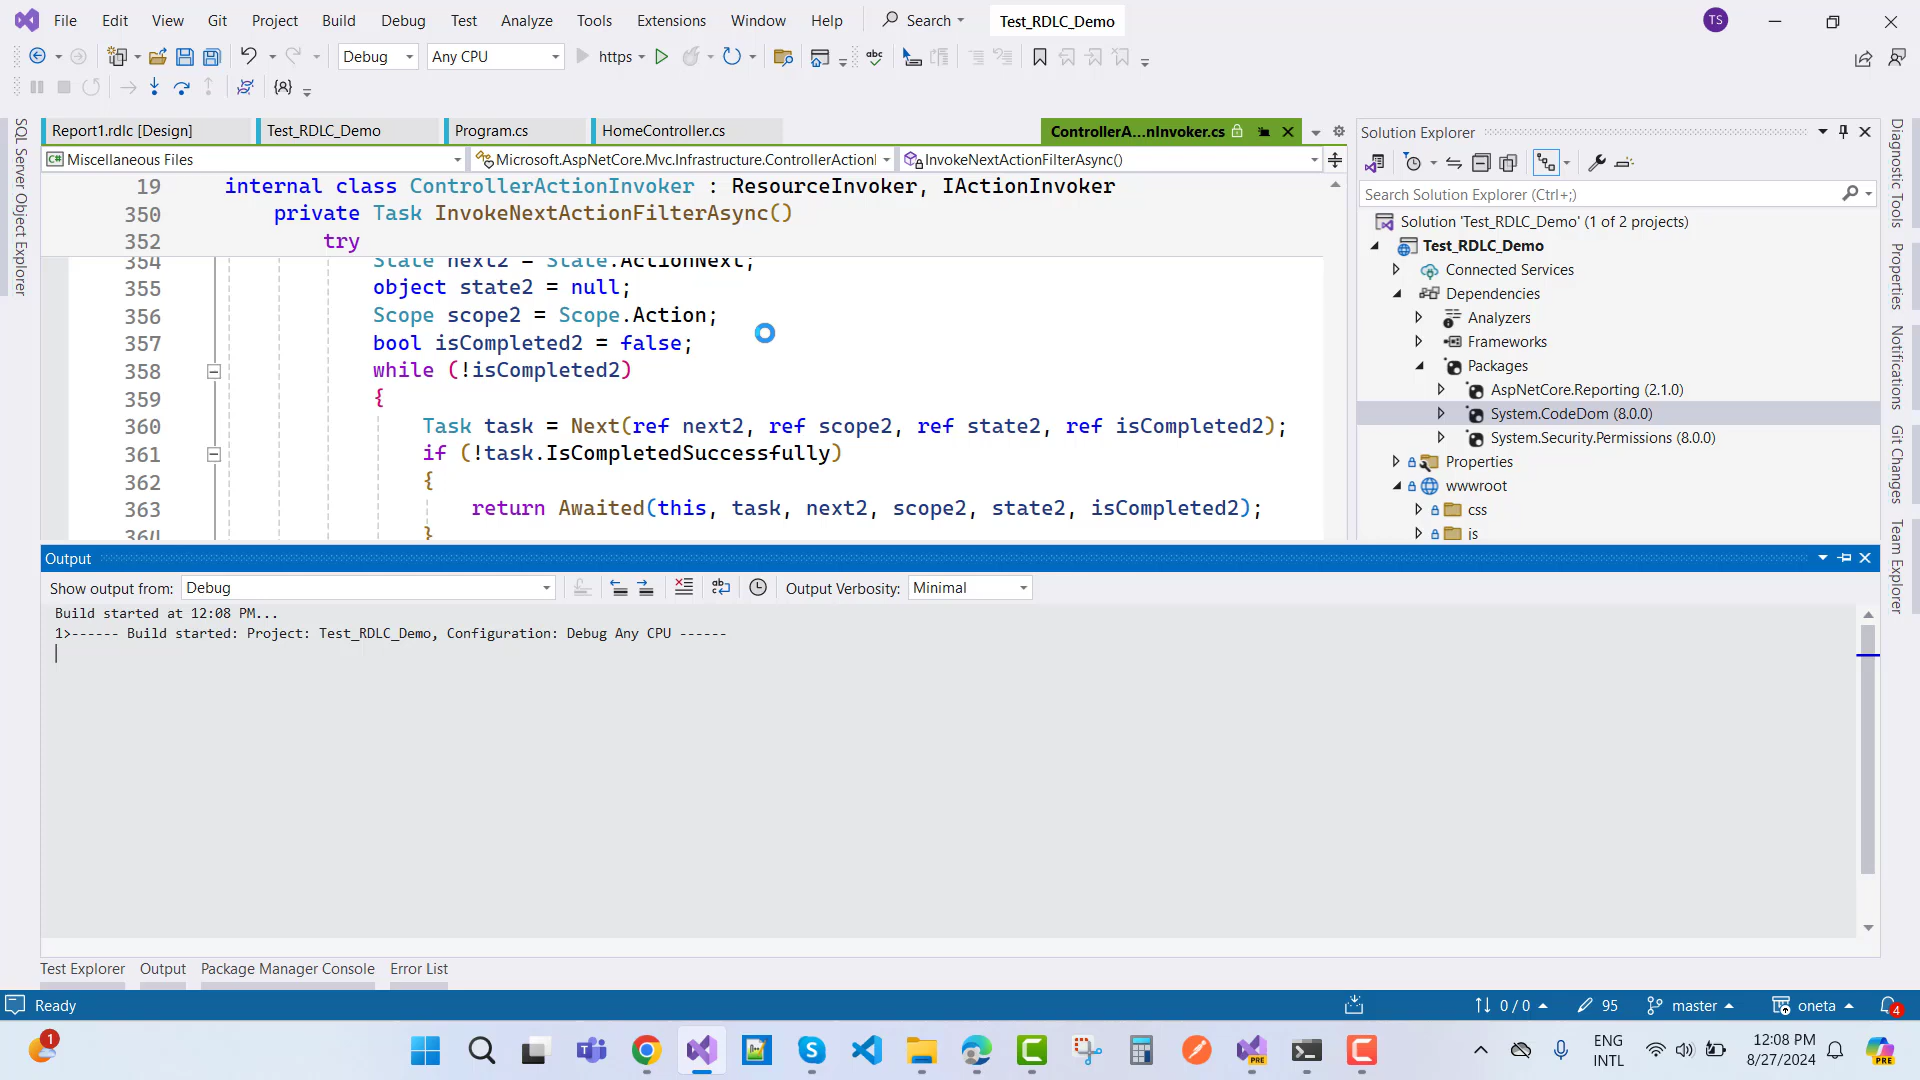 File Edit View Git Project Build Debug Test Analyze Tools Extensions Window Help Search Test_RDLC_Demo TS
Debug Any CPU https
Report1.rdlc [Design] Test_RDLC_Demo Program.cs HomeController.cs ControllerA...nInvoker.cs
Miscellaneous Files Microsoft.AspNetCore.Mvc.Infrastructure.ControllerActionI InvokeNextActionFilterAsync()
19 internal class ControllerActionInvoker : ResourceInvoker, IActionInvoker
350 private Task InvokeNextActionFilterAsync()
352 try
354 State next2 = State.ActionNext;
355 object state2 = null;
356 Scope scope2 = Scope.Action;
357 bool isCompleted2 = false;
358 while (!isCompleted2)
359 {
360 Task task = Next(ref next2, ref scope2, ref state2, ref isCompleted2);
361 if (!task.IsCompletedSuccessfully)
362 {
363 return Awaited(this, task, next2, scope2, state2, isCompleted2);
364 }
SQL Server Object Explorer
Solution Explorer
Search Solution Explorer (Ctrl+;)
Solution 'Test_RDLC_Demo' (1 of 2 projects)
Test_RDLC_Demo
Connected Services
Dependencies
Analyzers
Frameworks
Packages
AspNetCore.Reporting (2.1.0)
System.CodeDom (8.0.0)
System.Security.Permissions (8.0.0)
Properties
wwwroot
css
js
Diagnostic Tools
Properties
Notifications
Git Changes
Team Explorer
Output
Show output from: Debug Output Verbosity: Minimal
Build started at 12:08 PM...
1>------ Build started: Project: Test_RDLC_Demo, Configuration: Debug Any CPU ------
Test Explorer Output Package Manager Console Error List
Ready 0 / 0 95 master oneta 4
1 ENG INTL 12:08 PM 8/27/2024